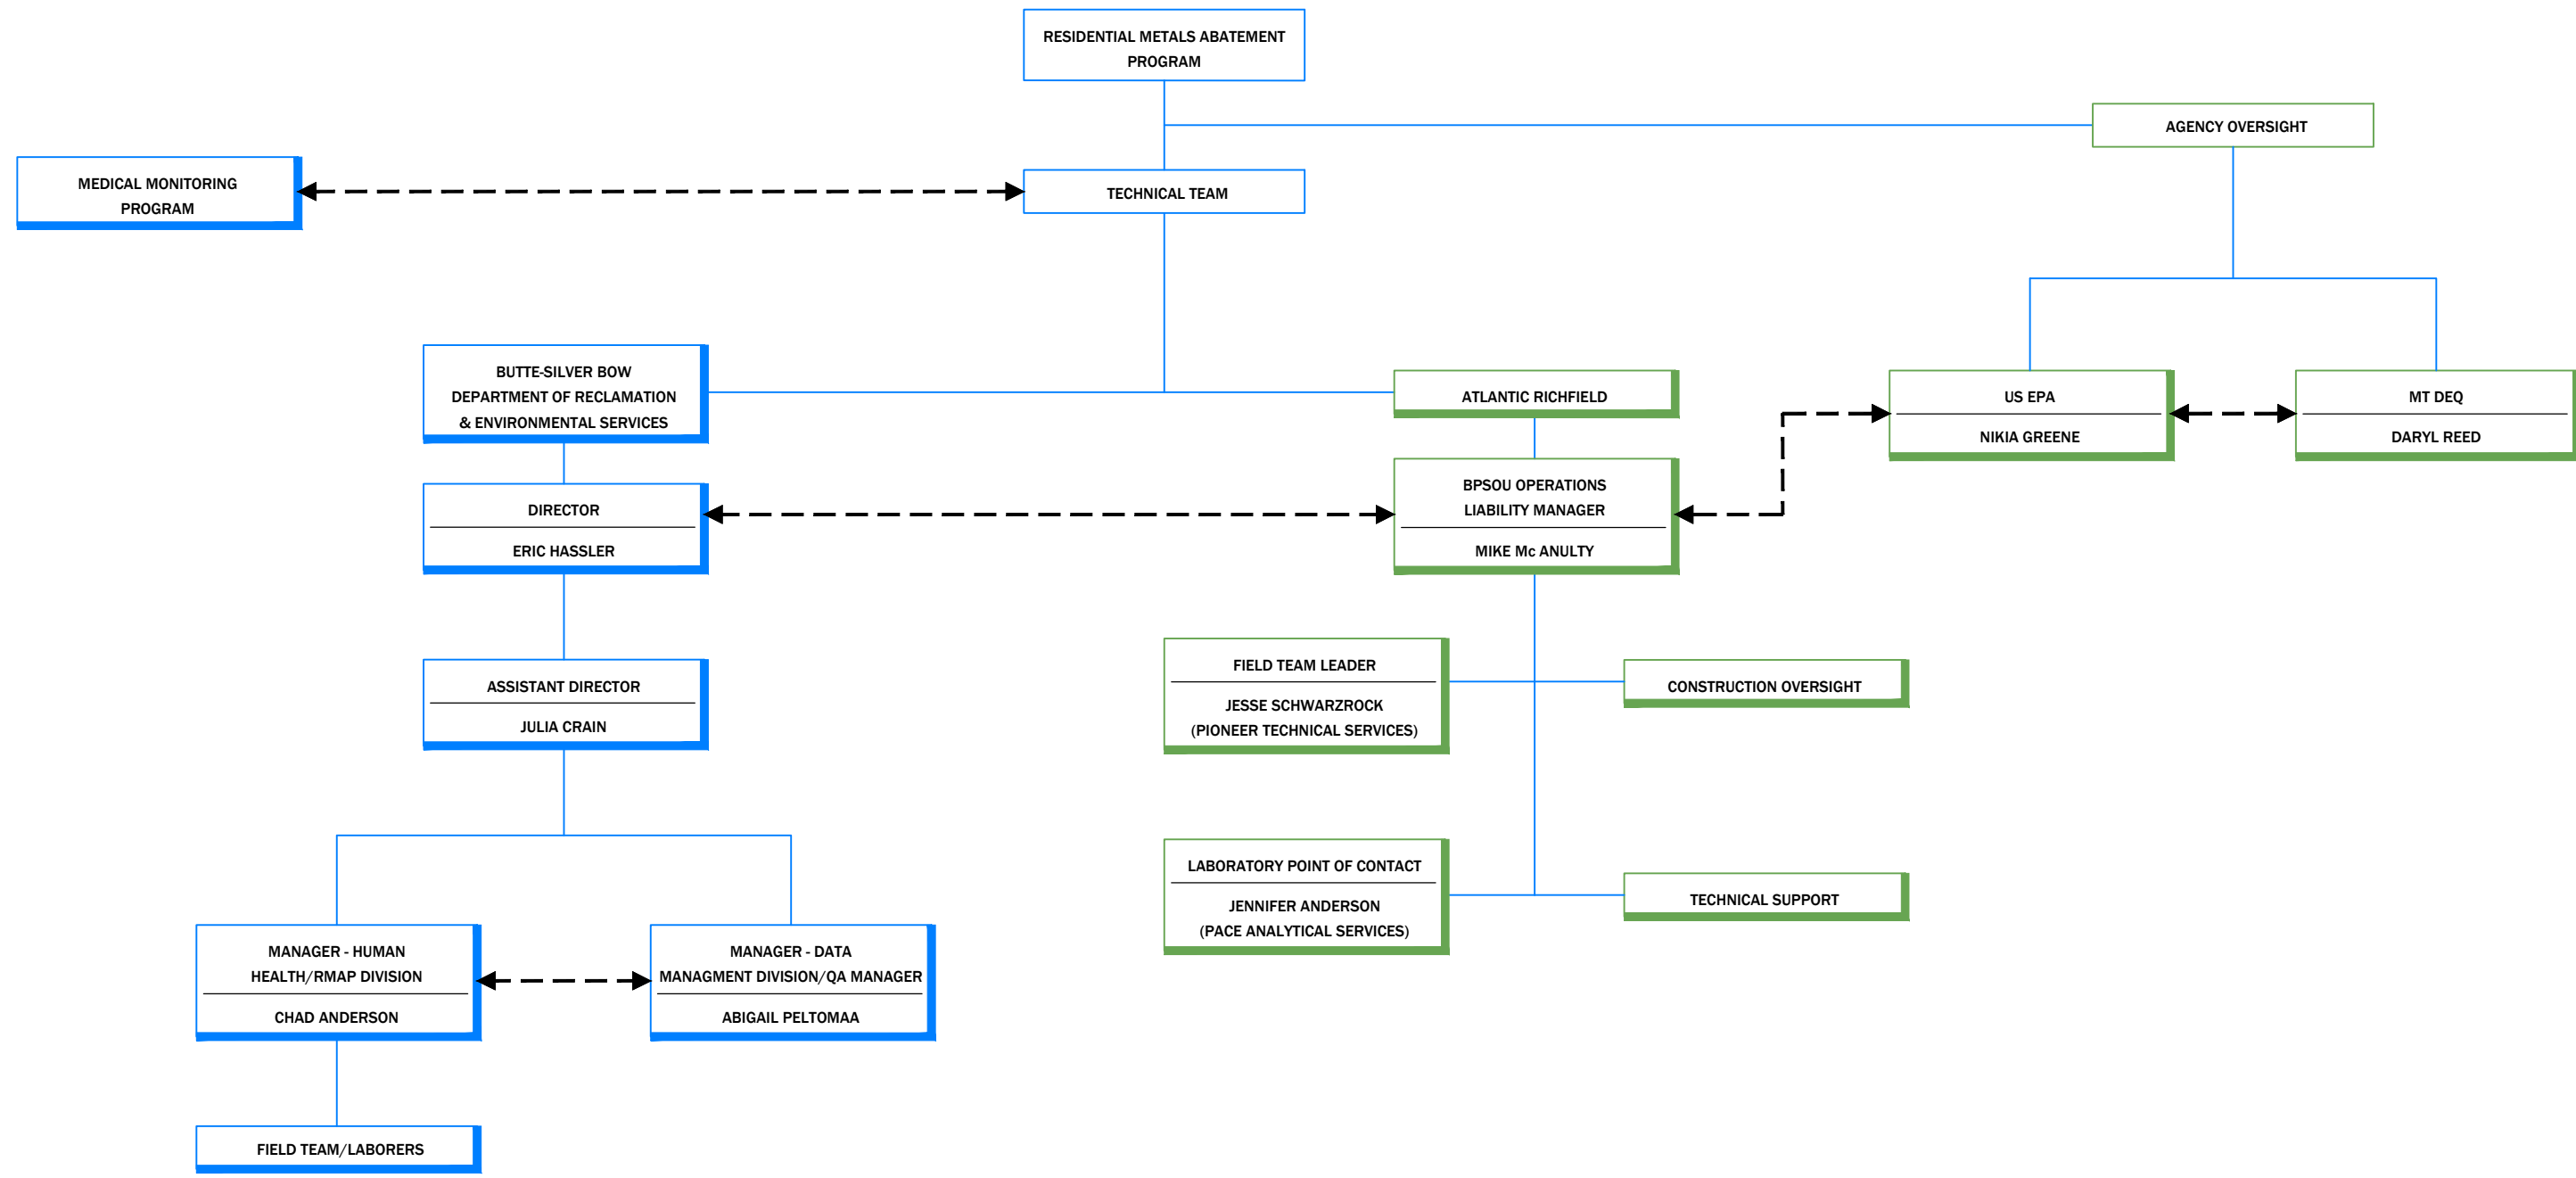 RESIDENTIAL METALS ABATEMENT
PROGRAM
AGENCY OVERSIGHT
MEDICAL MONITORING
PROGRAM
TECHNICAL TEAM
BUTTE-SILVER BOW
DEPARTMENT OF RECLAMATION
& ENVIRONMENTAL SERVICES
ATLANTIC RICHFIELD
US EPA
NIKIA GREENE
MT DEQ
DARYL REED
DIRECTOR
ERIC HASSLER
BPSOU OPERATIONS
LIABILITY MANAGER
MIKE Mc ANULTY
ASSISTANT DIRECTOR
JULIA CRAIN
FIELD TEAM LEADER
JESSE SCHWARZROCK
(PIONEER TECHNICAL SERVICES)
CONSTRUCTION OVERSIGHT
LABORATORY POINT OF CONTACT
JENNIFER ANDERSON
(PACE ANALYTICAL SERVICES)
TECHNICAL SUPPORT
MANAGER - HUMAN
HEALTH/RMAP DIVISION
CHAD ANDERSON
MANAGER - DATA
MANAGMENT DIVISION/QA MANAGER
ABIGAIL PELTOMAA
FIELD TEAM/LABORERS